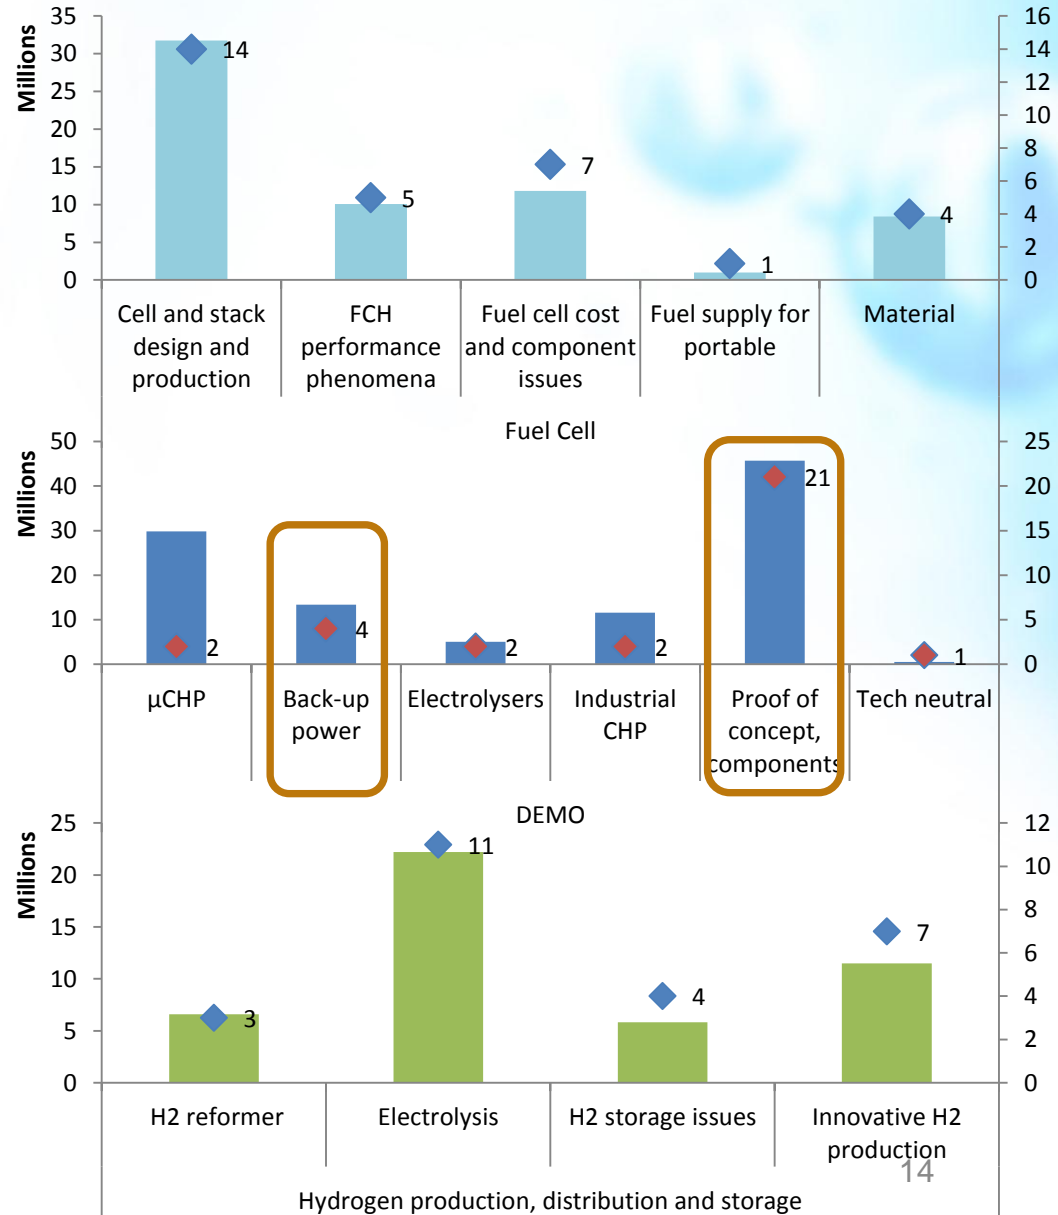 Millions
35
30
25
20
15
10
5
0
16
14
12
10
8
6
4
2
0
14
5
7
1
4
Cell and stack
design and
production
FCH
performance
phenomena
Fuel cell cost
and component
issues
Fuel supply for
portable
Material
Fuel Cell
Millions
50
40
30
20
10
0
25
20
15
10
5
0
2
4
2
2
21
1
μCHP
Back-up
power
Electrolysers
Industrial
CHP
Proof of
concept,
components
Tech neutral
DEMO
Millions
25
20
15
10
5
0
12
10
8
6
4
2
0
3
11
4
7
H2 reformer
Electrolysis
H2 storage issues
Innovative H2
production
14
Hydrogen production, distribution and storage